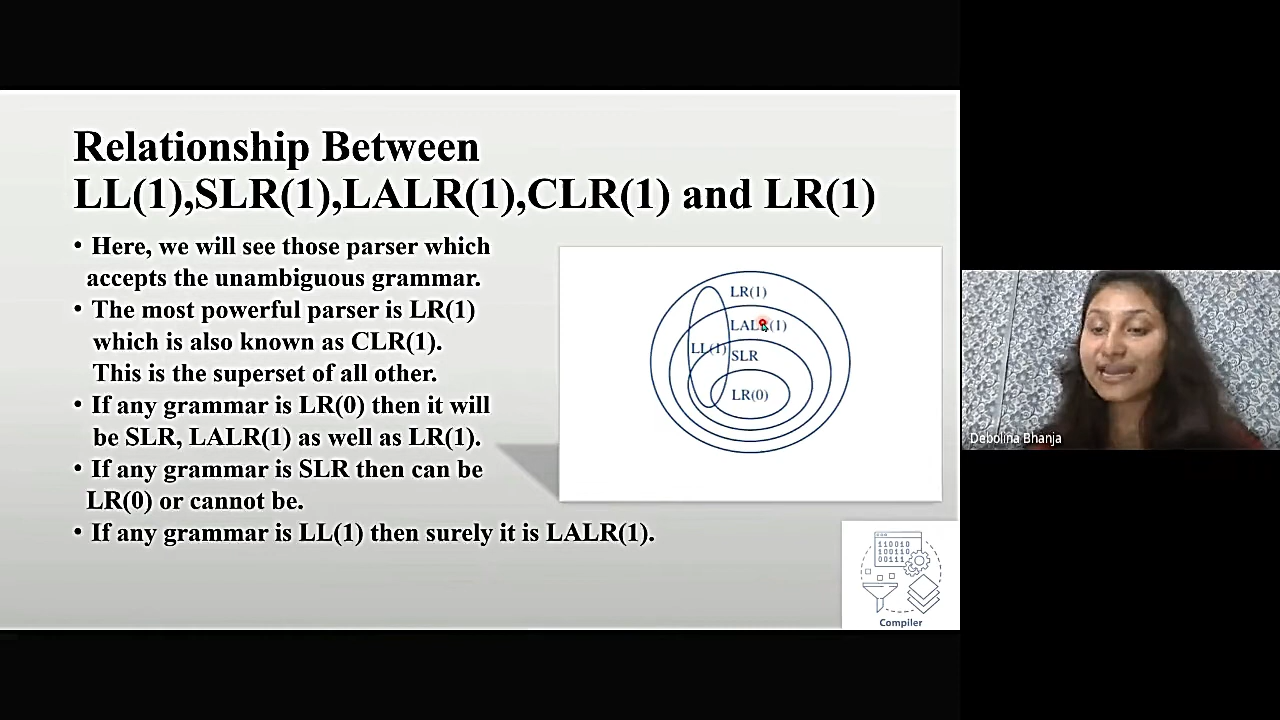 Relationship Between
LL(1),SLR(1),LALR(1),CLR(1) and LR(1)
• Here, we will see those parser which
accepts the unambiguous grammar.
• The most powerful parser is LR(1)
which is also known as CLR(1).
This is the superset of all other.
• If any grammar is LR(0) then it will
be SLR, LALR(1) as well as LR(1).
• If any grammar is SLR then can be
LR(0) or cannot be.
• If any grammar is LL(1) then surely it is LALR(1).
LR(1)
LALR(1)
LL(1)
SLR
LR(0)
110010
100110
00111
Compiler
Debolina Bhanja